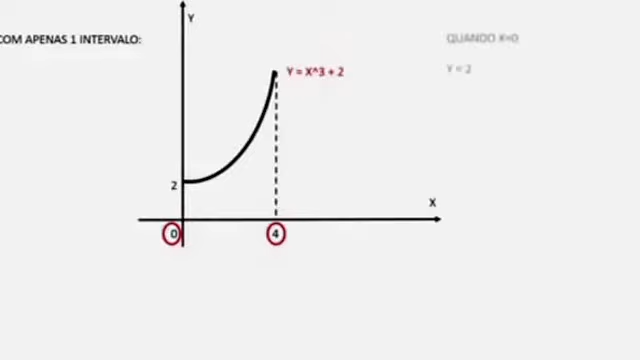 Y
COM APENAS 1 INTERVALO:
QUANDO X=0
Y = X^3 + 2
Y = 2
2
X
0
4